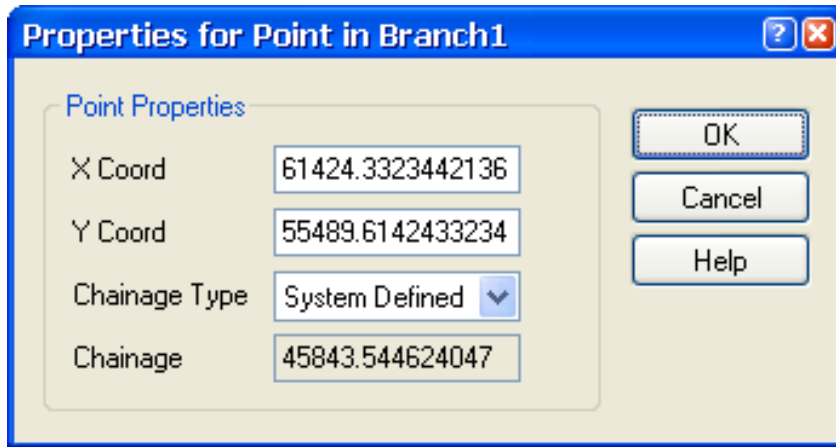 Properties for Point in Branch1
Point Properties
X Coord 61424.3323442136
Y Coord 55489.6142433234
Chainage Type System Defined
Chainage 45843.544624047
OK
Cancel
Help